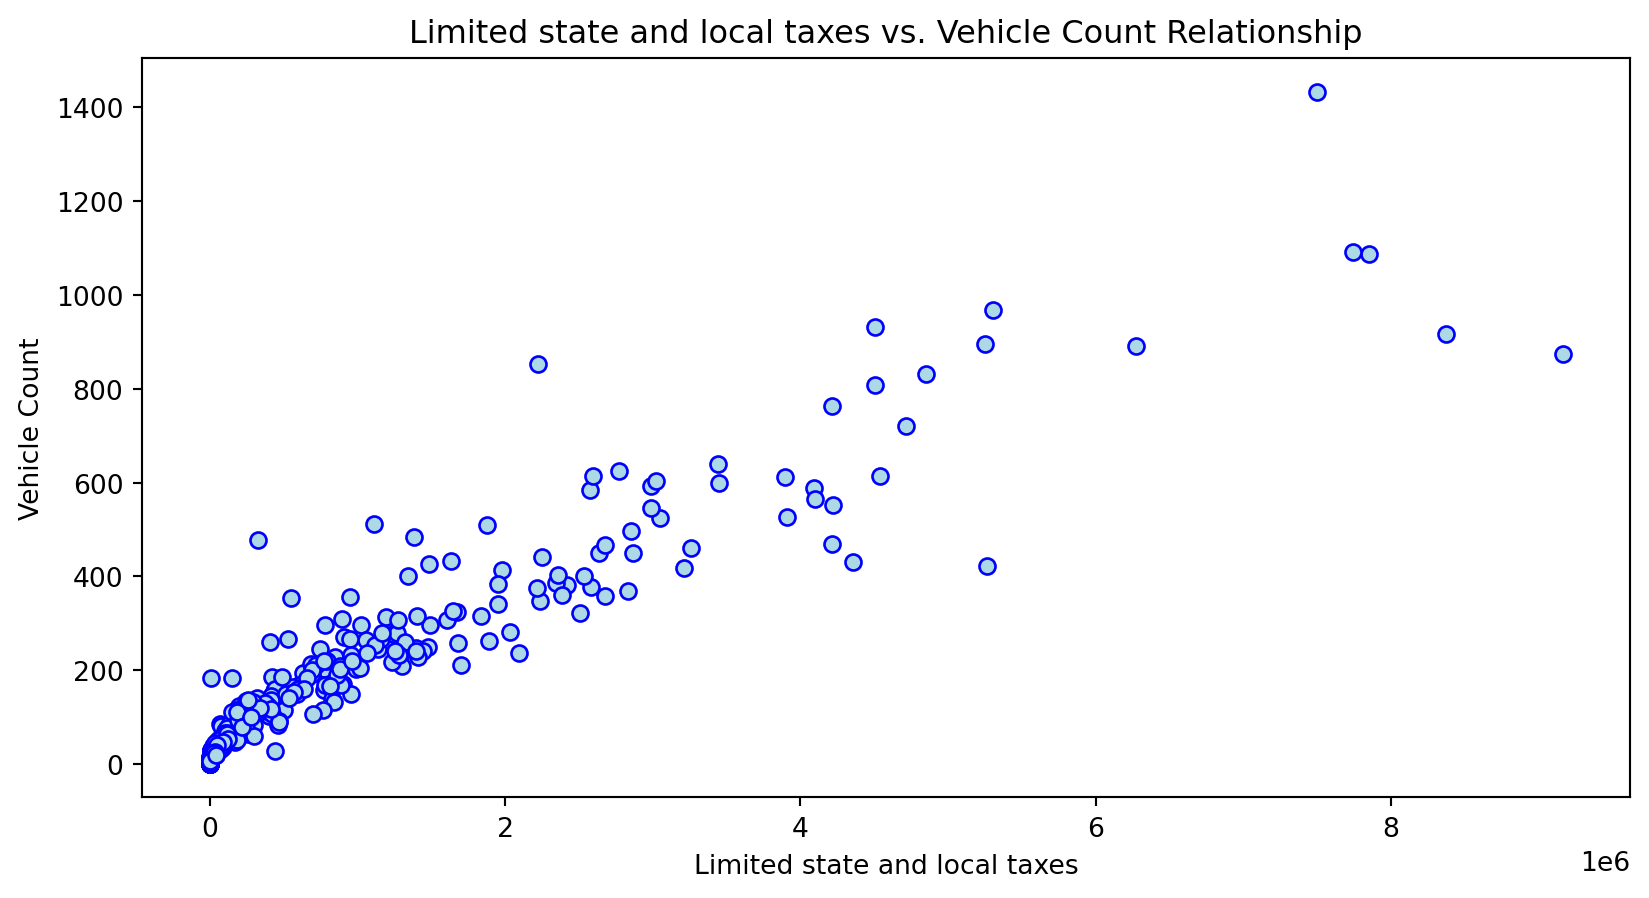 Limited state and local taxes vs. Vehicle Count Relationship
1400
1200
1000
800
600
400
200
0
Vehicle Count
0 2 4 6 8
1e6
Limited state and local taxes